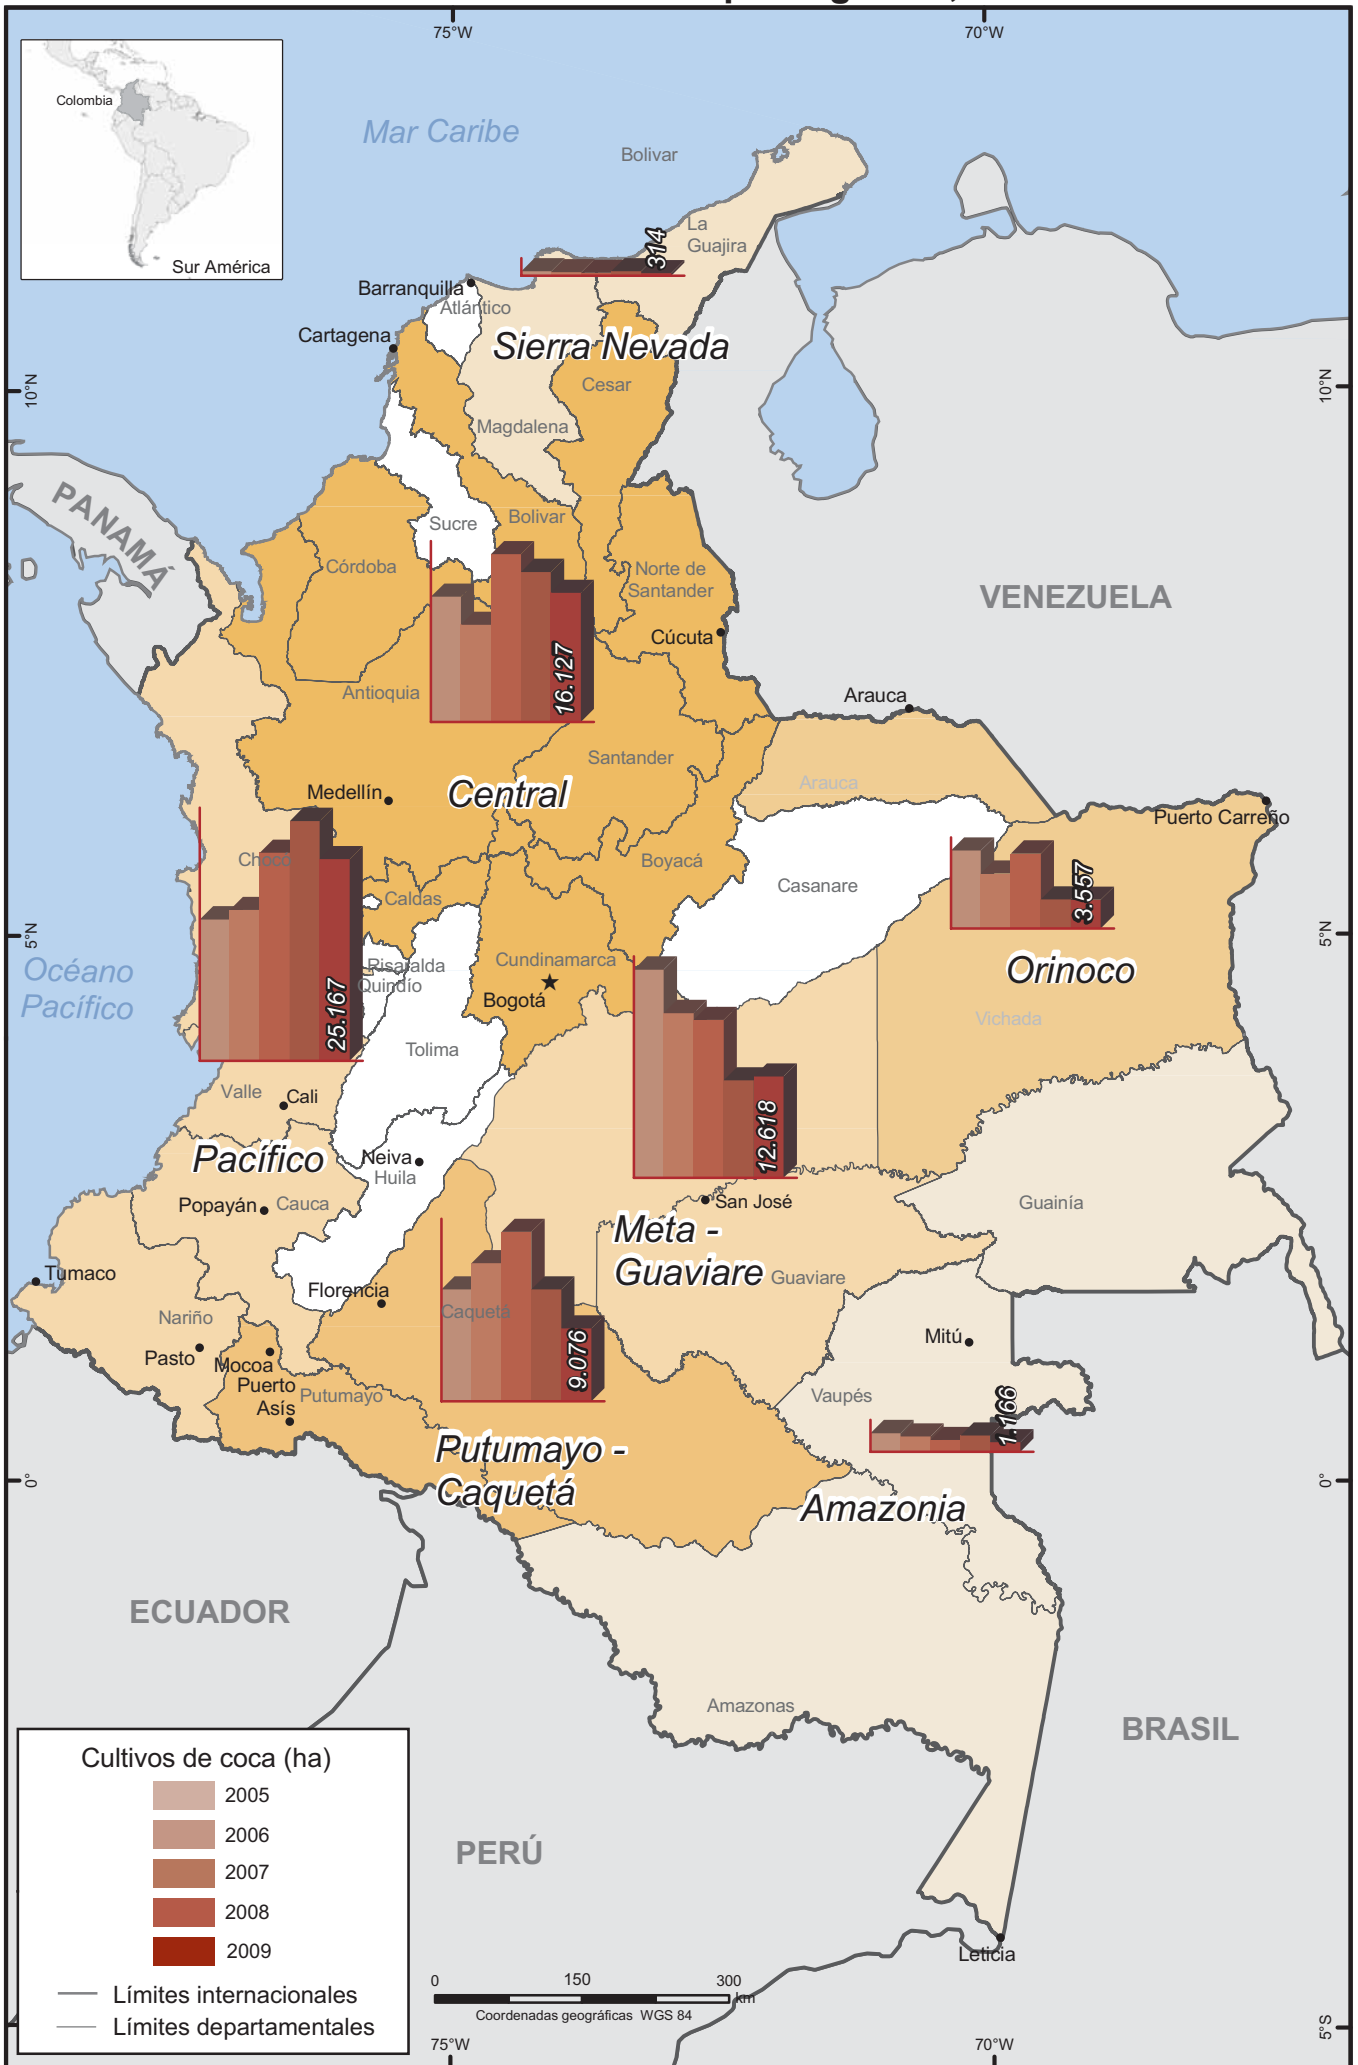 75°W
70°W
Colombia
Sur América
Mar Caribe
Bolivar
La
Guajira
314
Barranquilla
Atlántico
Cartagena
Sierra Nevada
Cesar
10°N
10°N
Magdalena
PANAMÁ
Sucre
Bolivar
Córdoba
Norte de
Santander
VENEZUELA
Cúcuta
16.127
Antioquia
Arauca
Santander
Arauca
Medellín
Central
Puerto Carreño
Chocó
Boyacá
Caldas
Casanare
3.557
5°N
5°N
Cundinamarca
Risaralda
Quindío
Océano
Pacífico
Bogotá
Orinoco
25.167
Vichada
Tolima
Valle
Cali
12.618
Pacífico
Neiva
Huila
San José
Popayán
Cauca
Guainía
Meta -
Guaviare
Guaviare
Tumaco
Florencia
Caquetá
Nariño
Mitú
Pasto
Mocoa
9.076
Puerto
Asís
Putumayo
Vaupés
1.166
Putumayo -
Caquetá
0°
0°
Amazonia
ECUADOR
Amazonas
BRASIL
Cultivos de coca (ha)
2005
2006
2007
2008
2009
Límites internacionales
Límites departamentales
PERÚ
Leticia
0 150 300
km
Coordenadas geográficas WGS 84
5°S
75°W
70°W